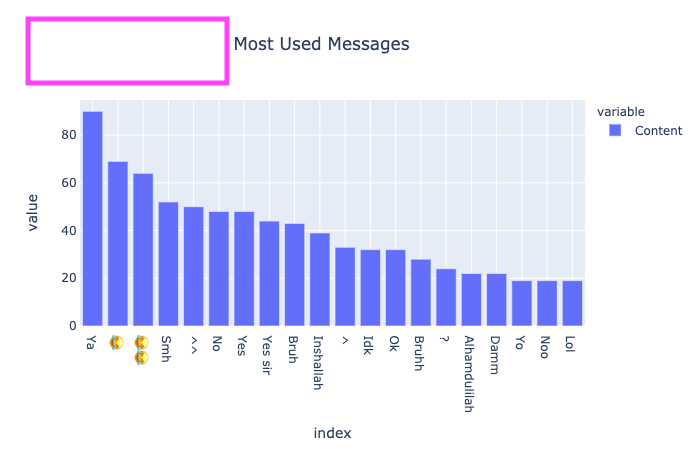 Most Used Messages
variable
Content
value
80
60
40
20
0
Ya
😂
😂😂
Smh
^^
No
Yes
Yes sir
Bruh
Inshallah
^
Idk
Ok
Bruhh
?
Alhamdulilah
Damm
Yo
Noo
Lol
index